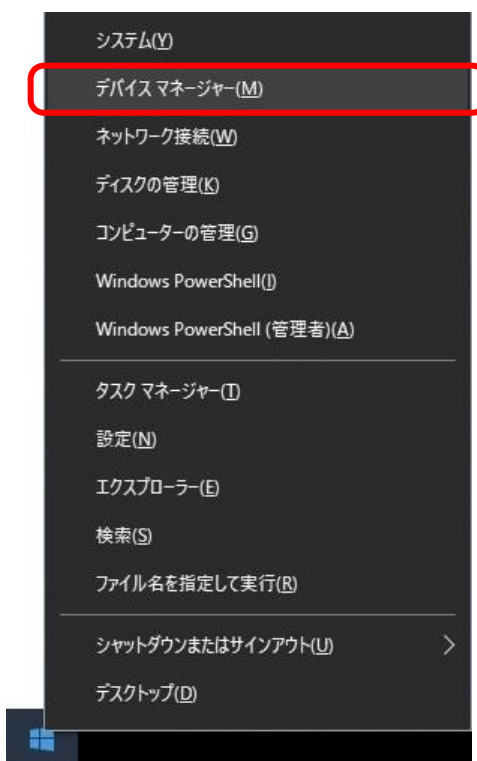 システム(Y)
デバイス マネージャー(M)
ネットワーク接続(W)
ディスクの管理(K)
コンピューターの管理(G)
Windows PowerShell(I)
Windows PowerShell (管理者)(A)
タスク マネージャー(T)
設定(N)
エクスプローラー(E)
検索(S)
ファイル名を指定して実行(R)
シャットダウンまたはサインアウト(U)
デスクトップ(D)